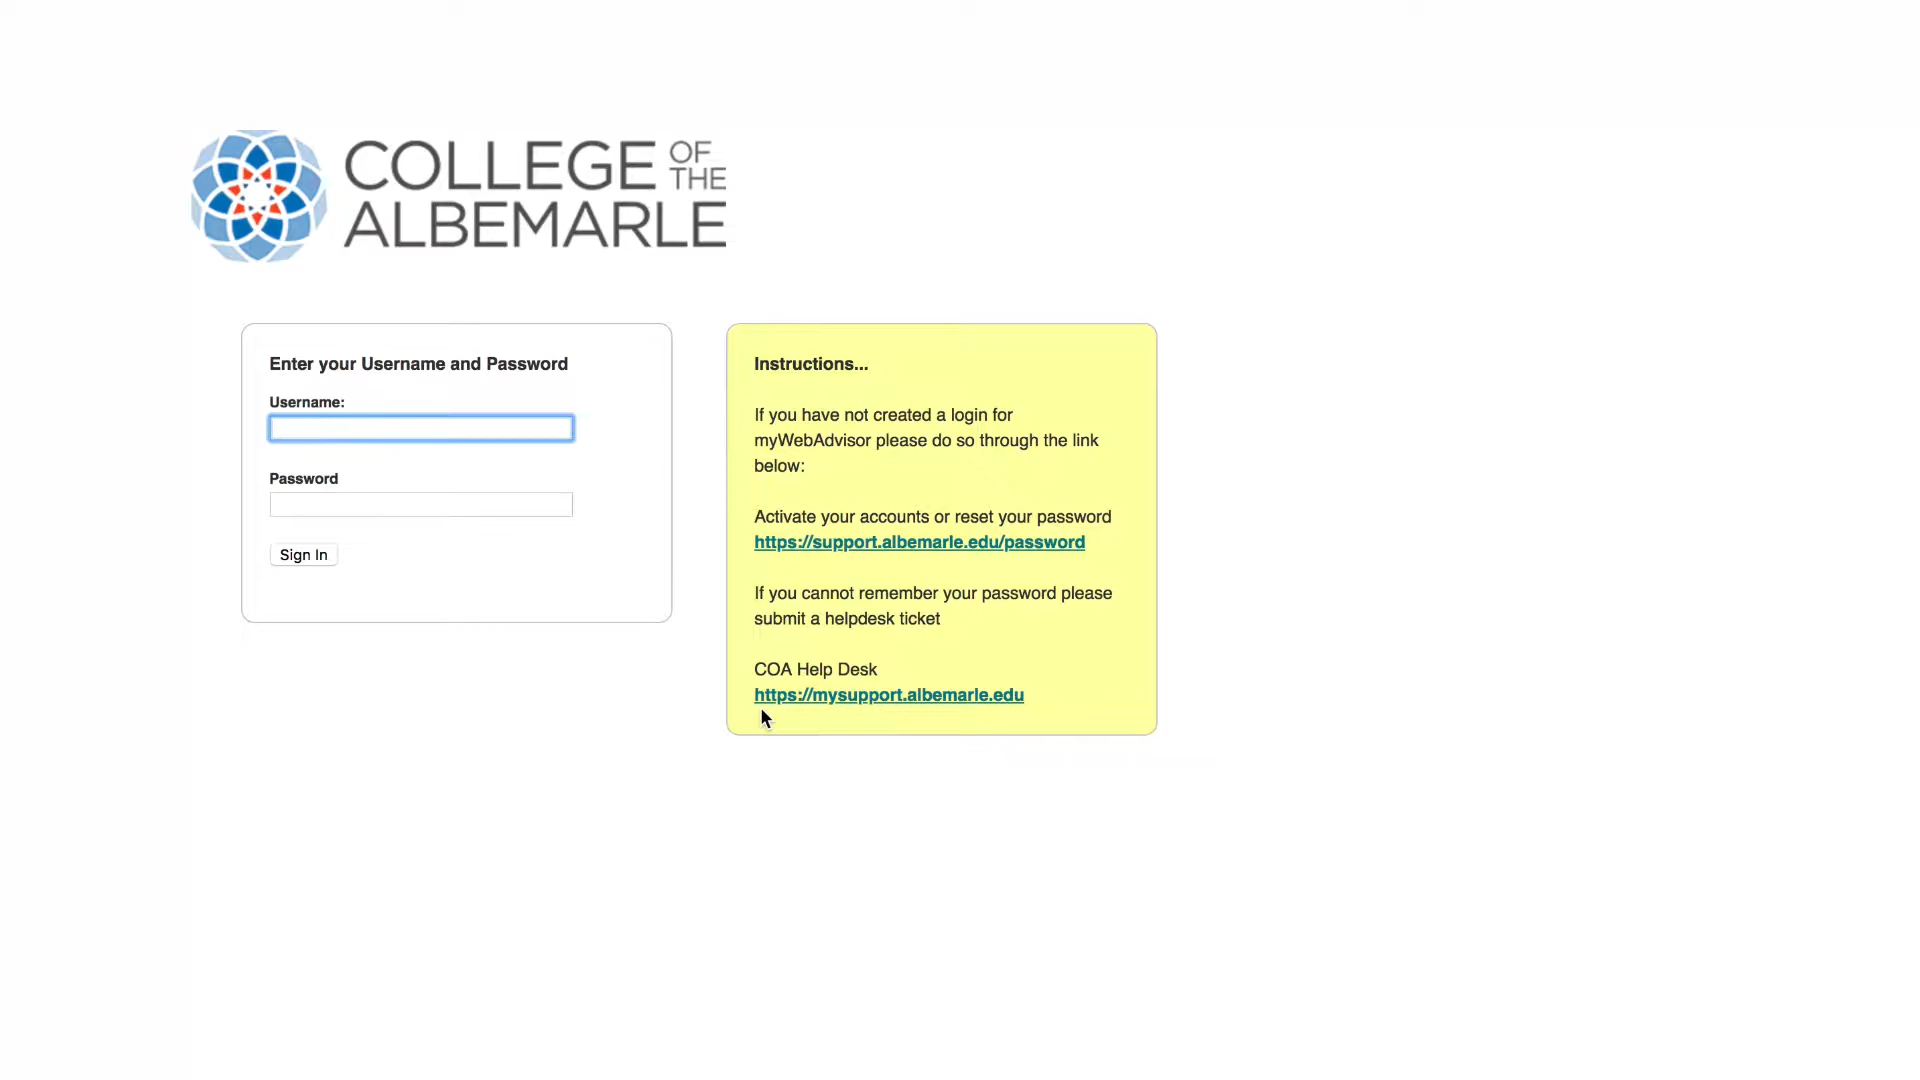 COLLEGE OF THE
ALBEMARLE
Enter your Username and Password
Username:
Password
Sign In
Instructions...
If you have not created a login for
myWebAdvisor please do so through the link
below:
Activate your accounts or reset your password
https://support.albemarle.edu/password
If you cannot remember your password please
submit a helpdesk ticket
COA Help Desk
https://mysupport.albemarle.edu